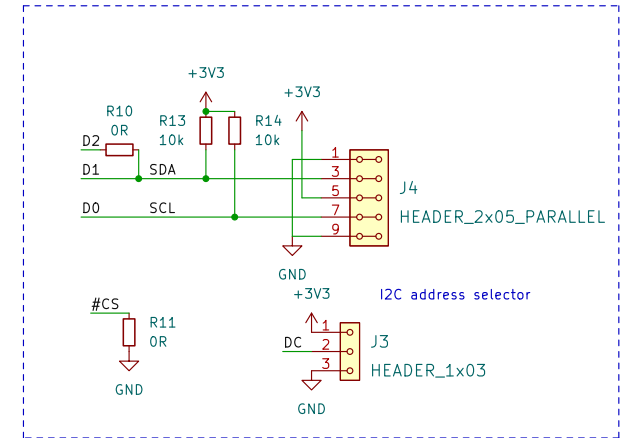 +3V3
+3V3
R10
0R
R13
10k
R14
10k
D2
D1
SDA
D0
SCL
1
3
5
7
9
J4
HEADER_2x05_PARALLEL
GND
+3V3
I2C address selector
#CS
R11
0R
GND
DC
1
2
3
J3
HEADER_1x03
GND